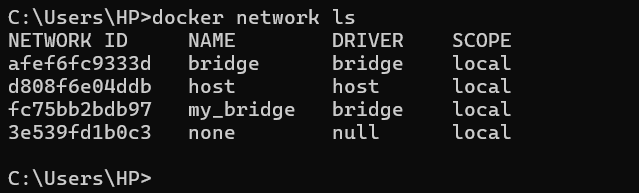 C:\Users\HP>docker network ls
NETWORK ID     NAME        DRIVER    SCOPE
afef6fc9333d   bridge      bridge    local
d808f6e04ddb   host        host      local
fc75bb2bdb97   my_bridge   bridge    local
3e539fd1b0c3   none        null      local
C:\Users\HP>